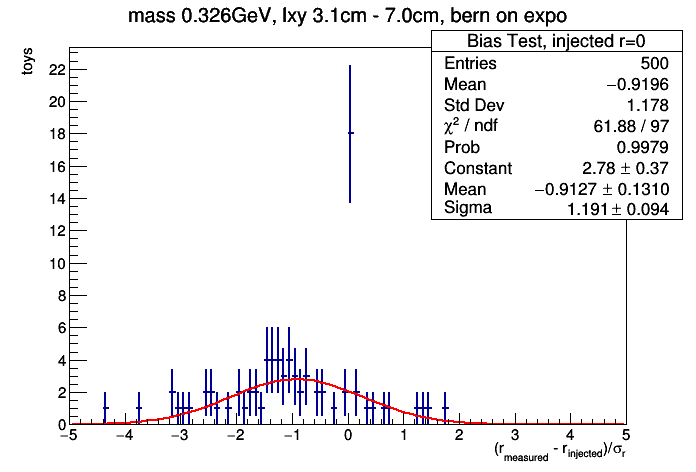 mass 0.326GeV, lxy 3.1cm - 7.0cm, bern on expo
toys
Bias Test, injected r=0
Entries 500
Mean −0.9196
Std Dev 1.178
χ² / ndf 61.88 / 97
Prob 0.9979
Constant 2.78 ± 0.37
Mean −0.9127 ± 0.1310
Sigma 1.191 ± 0.094
22
20
18
16
14
12
10
8
6
4
2
0
−5 −4 −3 −2 −1 0 1 2 3 4 5
(r_measured - r_injected)/σ_r